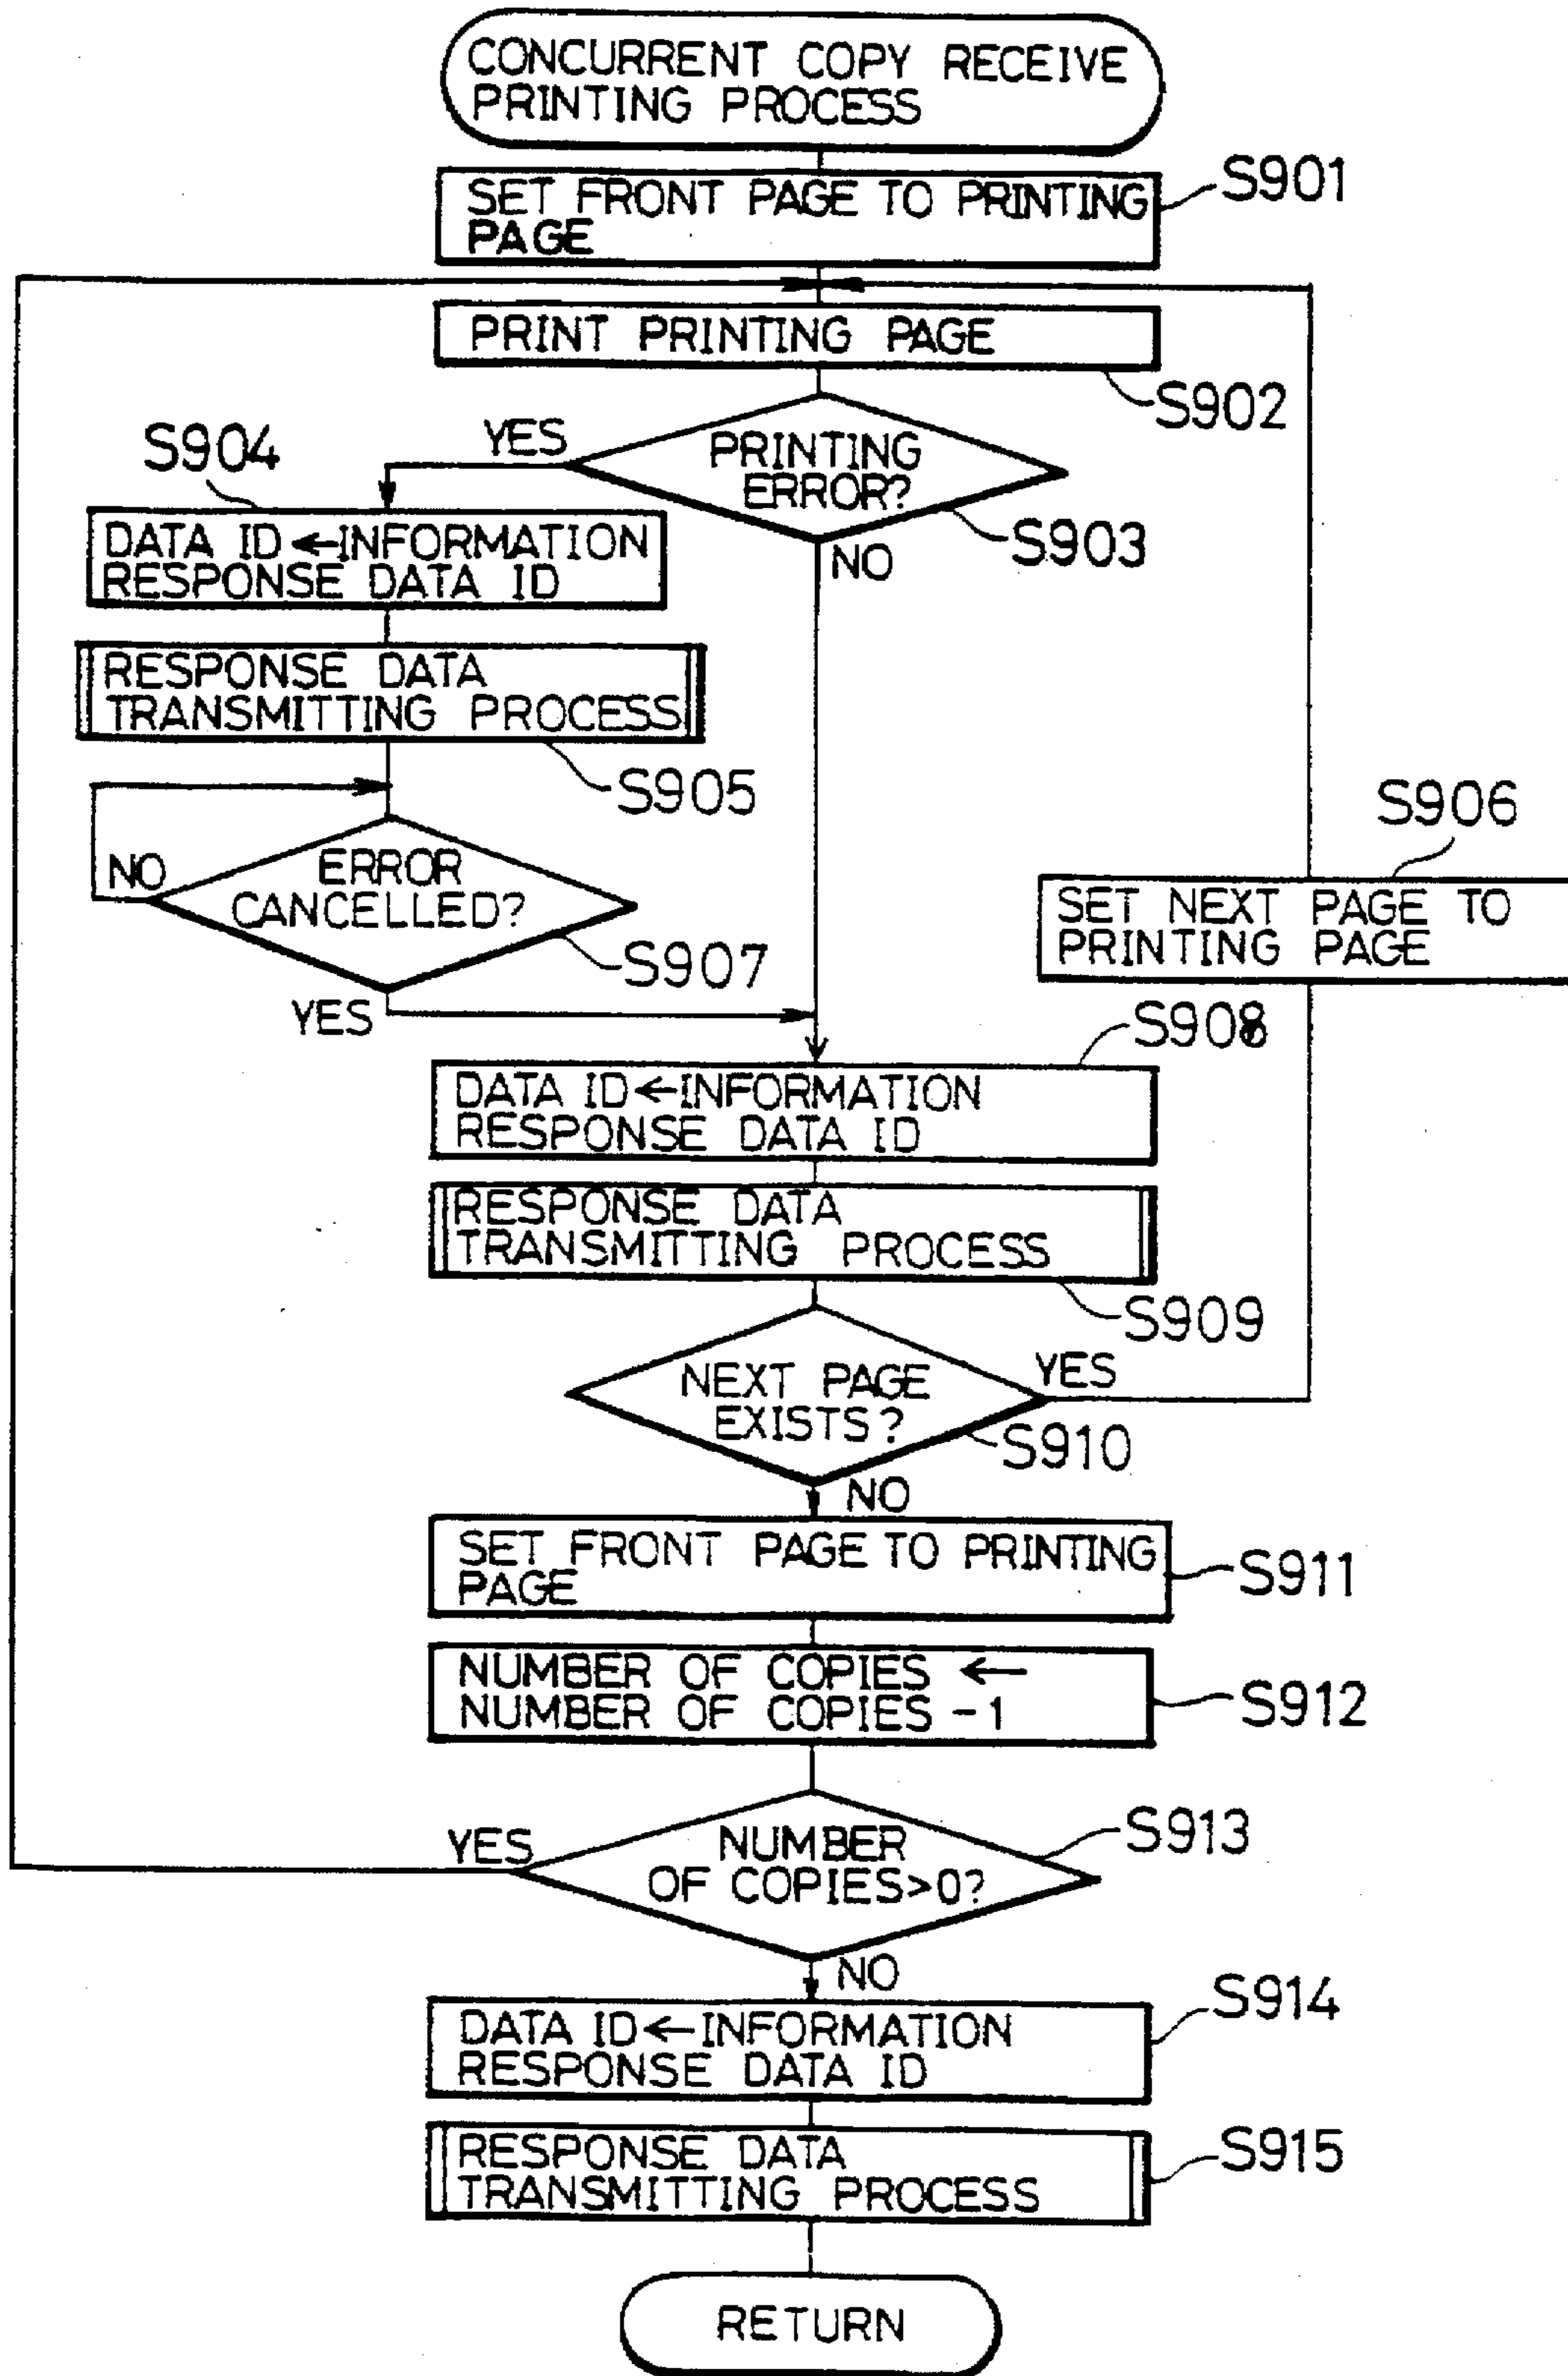 CONCURRENT COPY RECEIVE
PRINTING PROCESS
S901
SET FRONT PAGE TO PRINTING
PAGE
PRINT PRINTING PAGE
S902
YES
PRINTING
ERROR?
S903
NO
S904
DATA ID←INFORMATION
RESPONSE DATA ID
RESPONSE DATA
TRANSMITTING PROCESS
S905
NO
ERROR
CANCELLED?
S907
YES
S906
SET NEXT PAGE TO
PRINTING PAGE
S908
DATA ID←INFORMATION
RESPONSE DATA ID
RESPONSE DATA
TRANSMITTING PROCESS
S909
NEXT PAGE
EXISTS?
YES
S910
NO
SET FRONT PAGE TO PRINTING
PAGE
S911
NUMBER OF COPIES ←
NUMBER OF COPIES -1
S912
YES
NUMBER
OF COPIES>0?
S913
NO
S914
DATA ID←INFORMATION
RESPONSE DATA ID
RESPONSE DATA
TRANSMITTING PROCESS
S915
RETURN